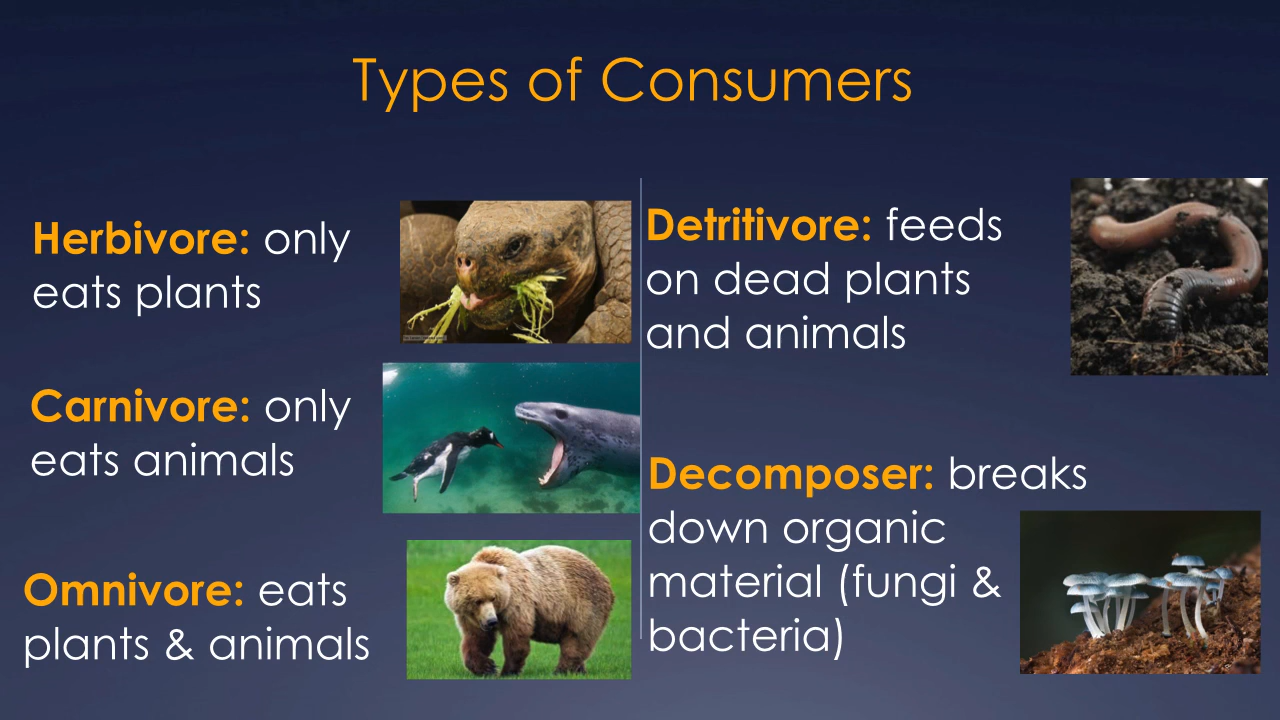 Types of Consumers
Herbivore: only
eats plants
Carnivore: only
eats animals
Omnivore: eats
plants & animals
Detritivore: feeds
on dead plants
and animals
Decomposer: breaks
down organic
material (fungi &
bacteria)